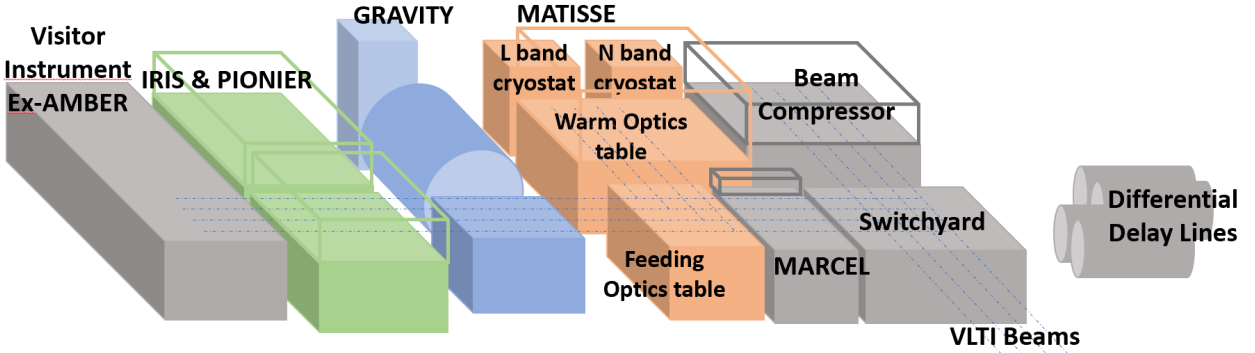 GRAVITY
MATISSE
Visitor
Instrument
Ex-AMBER
IRIS & PIONIER
L band
cryostat
N band
cryostat
Beam
Compressor
Warm Optics
table
Differential
Delay Lines
Switchyard
Feeding
Optics table
MARCEL
VLTI Beams